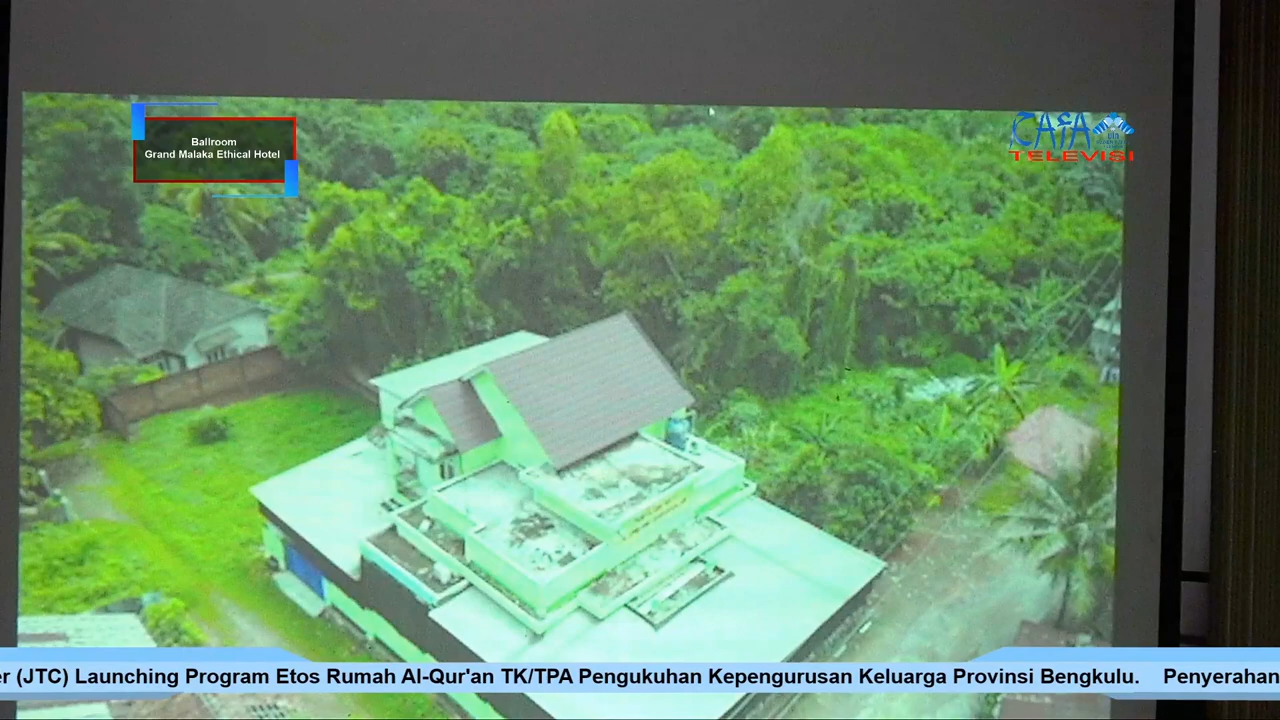 Ballroom
Grand Malaka Ethical Hotel
CAFA
TELEVISI
er (JTC) Launching Program Etos Rumah Al-Qur'an TK/TPA Pengukuhan Kepengurusan Keluarga Provinsi Bengkulu. Penyerahan